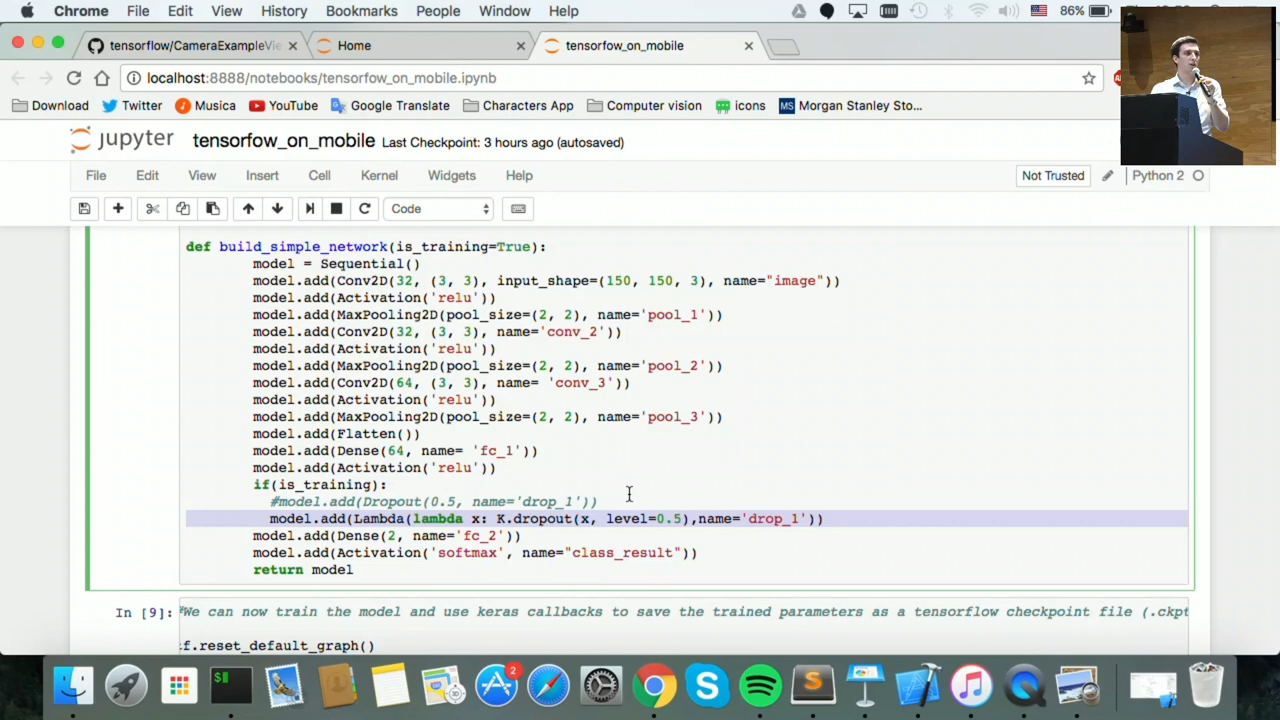 Chrome File Edit View History Bookmarks People Window Help 86%
tensorflow/CameraExampleVie
Home
tensorfow_on_mobile
localhost:8888/notebooks/tensorfow_on_mobile.ipynb
Download Twitter Musica YouTube Google Translate Characters App Computer vision icons MS Morgan Stanley Sto...
jupyter tensorfow_on_mobile Last Checkpoint: 3 hours ago (autosaved)
File Edit View Insert Cell Kernel Widgets Help Not Trusted Python 2
Code
def build_simple_network(is_training=True):
model = Sequential()
model.add(Conv2D(32, (3, 3), input_shape=(150, 150, 3), name="image"))
model.add(Activation('relu'))
model.add(MaxPooling2D(pool_size=(2, 2), name='pool_1'))
model.add(Conv2D(32, (3, 3), name='conv_2'))
model.add(Activation('relu'))
model.add(MaxPooling2D(pool_size=(2, 2), name='pool_2'))
model.add(Conv2D(64, (3, 3), name= 'conv_3'))
model.add(Activation('relu'))
model.add(MaxPooling2D(pool_size=(2, 2), name='pool_3'))
model.add(Flatten())
model.add(Dense(64, name= 'fc_1'))
model.add(Activation('relu'))
if(is_training):
#model.add(Dropout(0.5, name='drop_1'))
model.add(Lambda(lambda x: K.dropout(x, level=0.5),name='drop_1'))
model.add(Dense(2, name='fc_2'))
model.add(Activation('softmax', name="class_result"))
return model
In [9]: #We can now train the model and use keras callbacks to save the trained parameters as a tensorflow checkpoint file (.ckpt
tf.reset_default_graph()
2